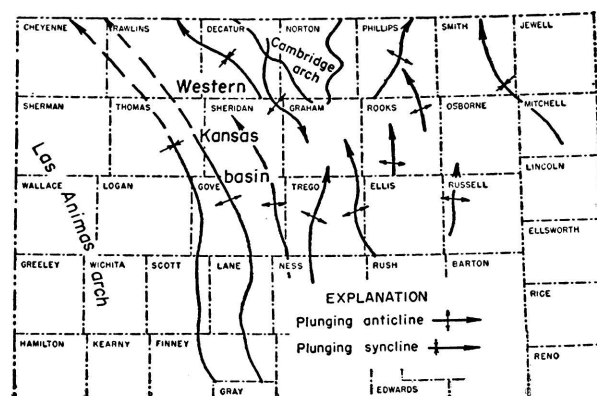 CHEYENNE RAWLINS DECATUR NORTON PHILLIPS SMITH JEWELL
Cambridge
arch
Western
SHERMAN THOMAS SHERIDAN GRAHAM ROOKS OSBORNE MITCHELL
Kansas
basin
Las Animas arch
LINCOLN
WALLACE LOGAN GOVE TREGO ELLIS RUSSELL
ELLSWORTH
GREELEY WICHITA SCOTT LANE NESS RUSH BARTON
RICE
EXPLANATION
Plunging anticline
Plunging syncline
HAMILTON KEARNY FINNEY
RENO
GRAY EDWARDS